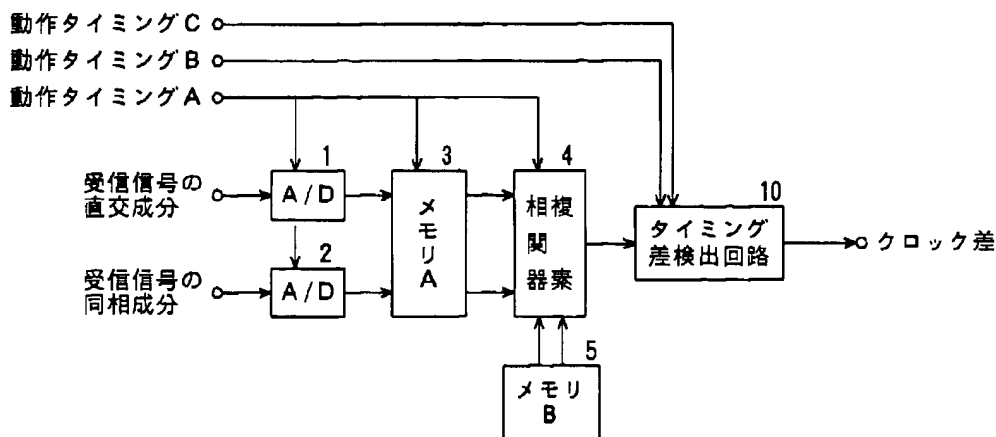 動作タイミングC
動作タイミングB
動作タイミングA
1
3
4
10
受信信号の
直交成分
A/D
メモリA
複素
相関器
タイミング
差検出回路
クロック差
2
受信信号の
同相成分
A/D
5
メモリ
B